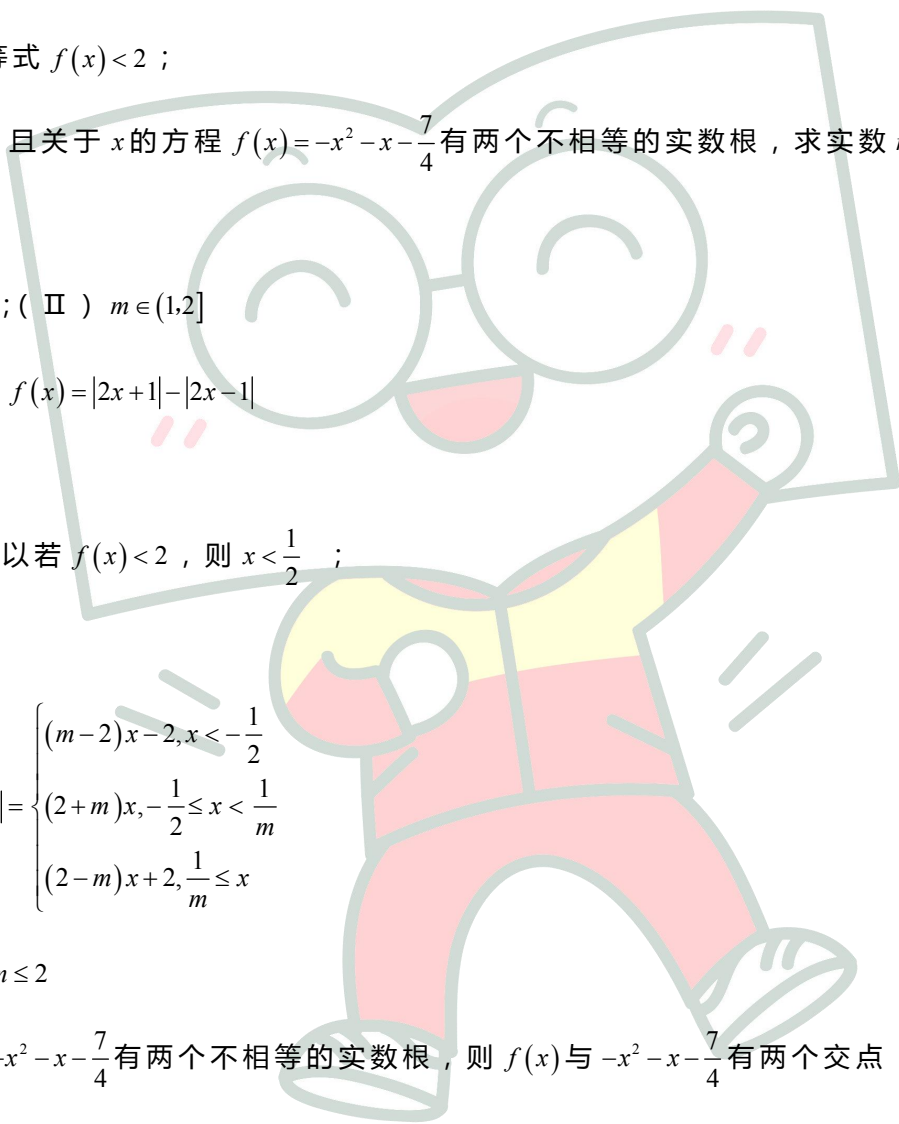 等式 f(x)<2；
且关于 x的方程 f(x)=-x²-x-7/4有两个不相等的实数根，求实数
；(Ⅱ) m∈(1,2]
f(x)=|2x+1|-|2x-1|
以若 f(x)<2，则 x<1/2 ；
|={(m-2)x-2,x<-1/2
(2+m)x,-1/2≤x<1/m
(2-m)x+2,1/m≤x
≤2
-x²-x-7/4有两个不相等的实数根，则 f(x)与 -x²-x-7/4有两个交点